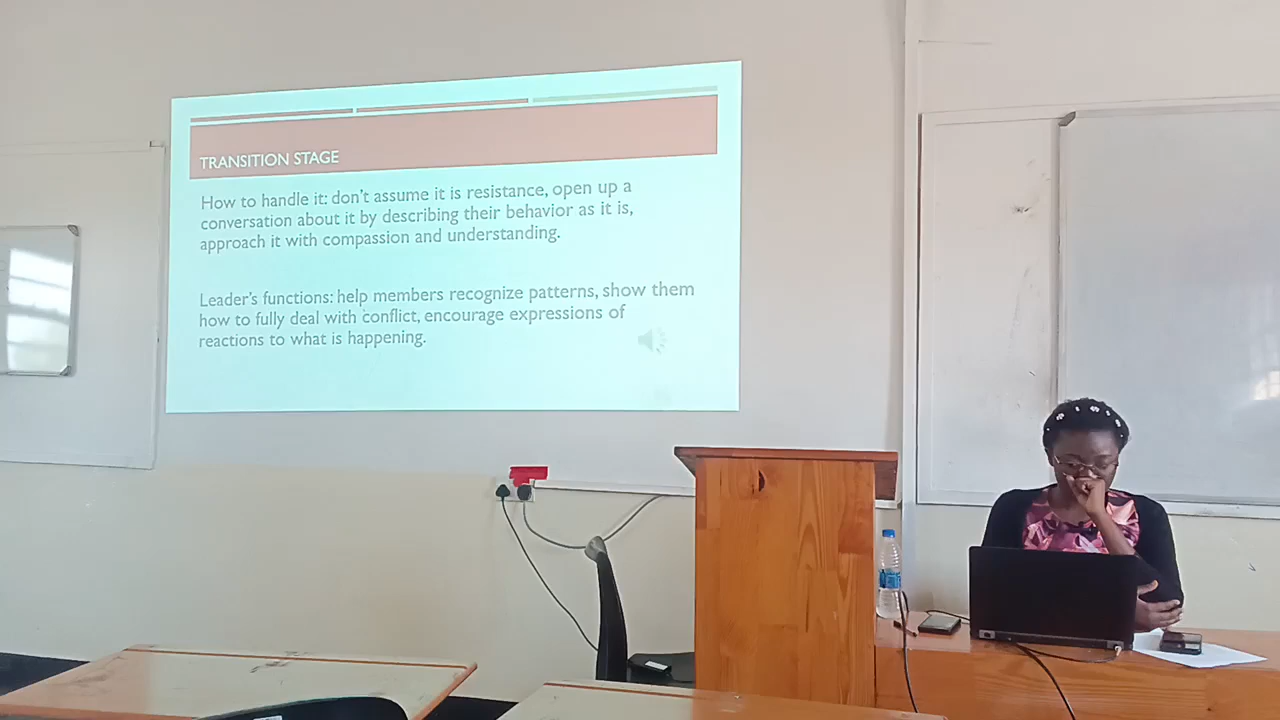 TRANSITION STAGE
How to handle it: don't assume it is resistance, open up a
conversation about it by describing their behavior as it is,
approach it with compassion and understanding.
Leader's functions: help members recognize patterns, show them
how to fully deal with conflict, encourage expressions of
reactions to what is happening.